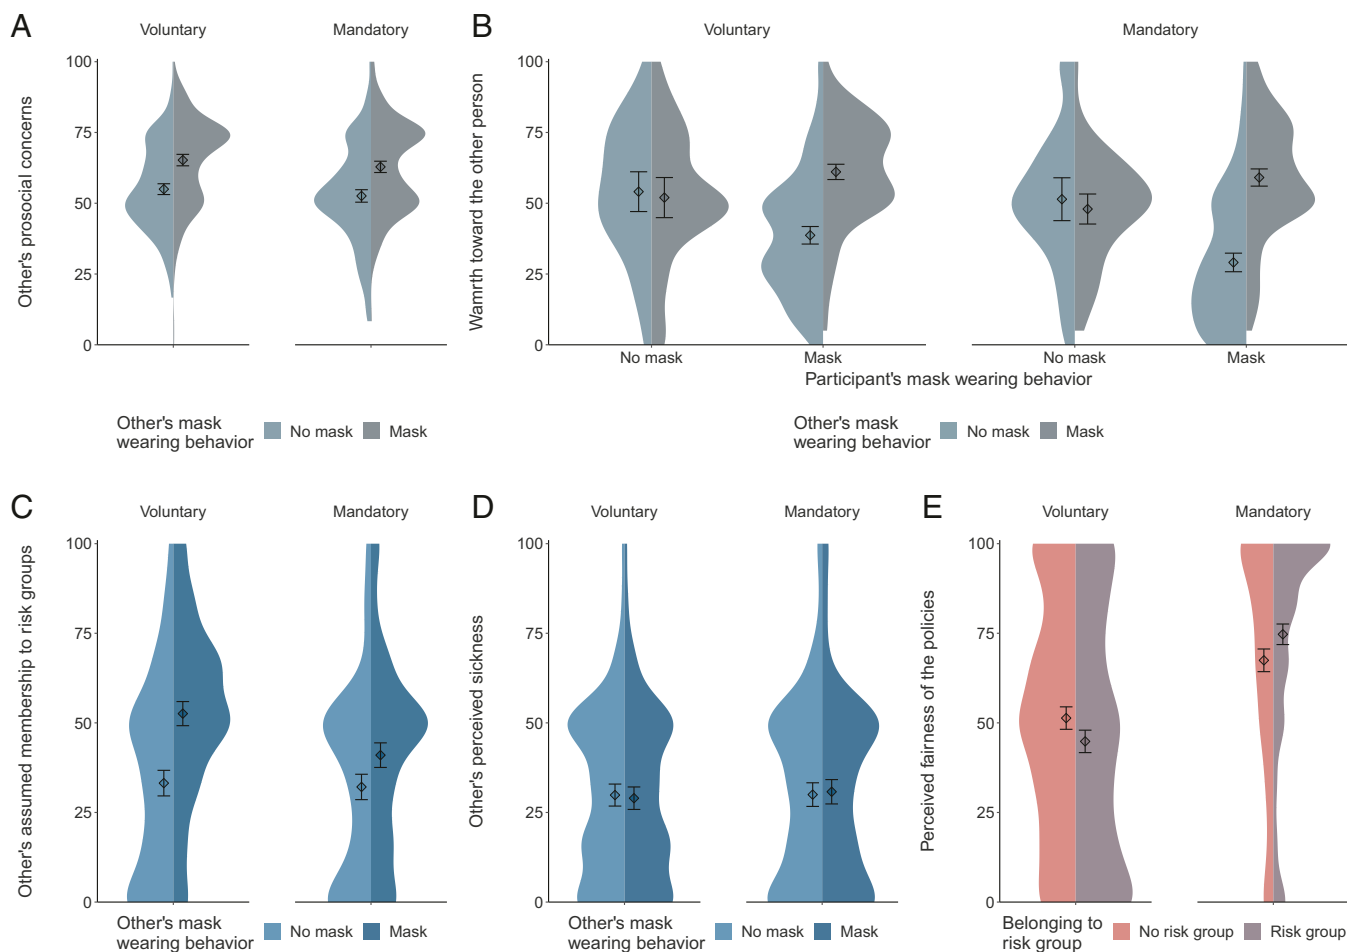 A
Voluntary
Mandatory
Other's prosocial concerns
100
75
50
25
0
Other's mask
wearing behavior
No mask
Mask
B
Voluntary
Mandatory
Wamrth toward the other person
100
75
50
25
0
No mask
Mask
No mask
Mask
Participant's mask wearing behavior
Other's mask
wearing behavior
No mask
Mask
C
Voluntary
Mandatory
Other's assumed membership to risk groups
100
75
50
25
0
Other's mask
wearing behavior
No mask
Mask
D
Voluntary
Mandatory
Other's perceived sickness
100
75
50
25
0
Other's mask
wearing behavior
No mask
Mask
E
Voluntary
Mandatory
Perceived fairness of the policies
100
75
50
25
0
Belonging to
risk group
No risk group
Risk group